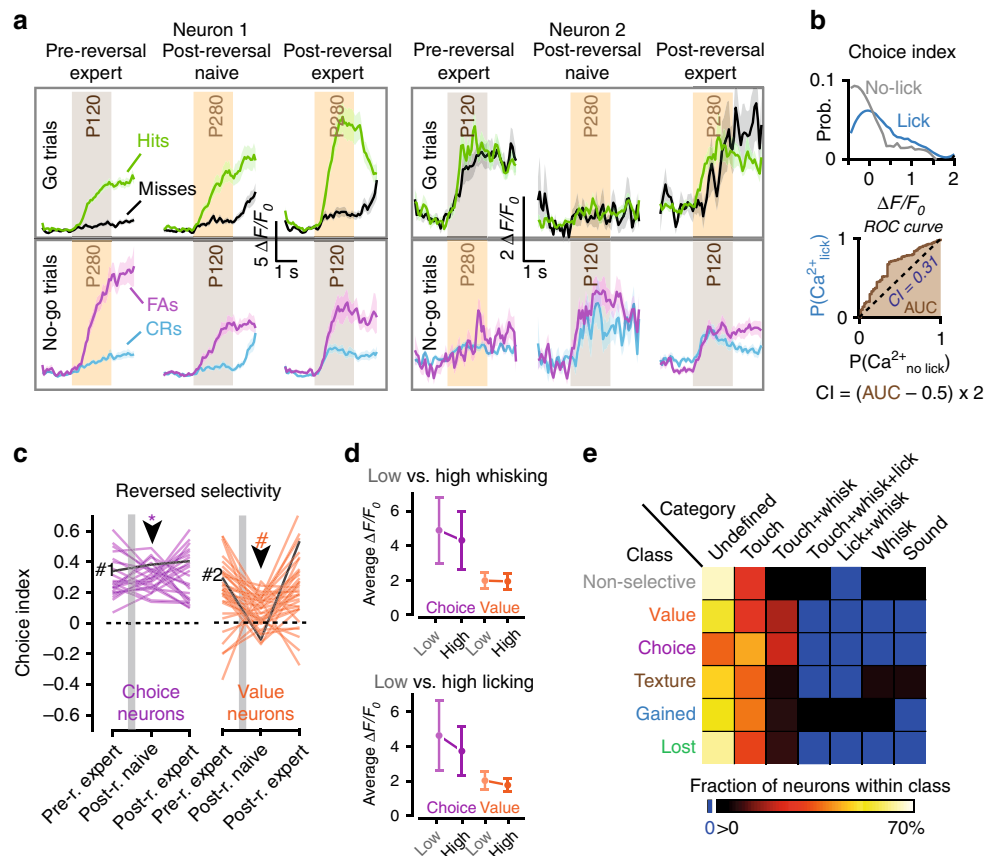 a
Neuron 1
Pre-reversal expert
Post-reversal naive
Post-reversal expert
Go trials
P120
P280
P280
Hits
Misses
5 ΔF/F0
1 s
No-go trials
P280
P120
P120
FAs
CRs
Neuron 2
Pre-reversal expert
Post-reversal naive
Post-reversal expert
Go trials
P120
P280
P280
2 ΔF/F0
1 s
No-go trials
P280
P120
P120
b
Choice index
0.1
No-lick
Lick
Prob.
0
0
2
ΔF/F0
ROC curve
1
P(Ca2+lick)
CI = 0.31
AUC
0
0
1
P(Ca2+no lick)
CI = (AUC − 0.5) x 2
c
Reversed selectivity
Choice index
0.6
0.4
0.2
0
−0.2
−0.4
−0.6
*
#
#1
#2
Choice neurons
Value neurons
Pre-r. expert
Post-r. naive
Post-r. expert
Pre-r. expert
Post-r. naive
Post-r. expert
d
Low vs. high whisking
Average ΔF/F0
6
4
2
0
Choice
Value
Low
High
Low
High
Low vs. high licking
Average ΔF/F0
6
4
2
0
Choice
Value
Low
High
Low
High
e
Category
Class
Undefined
Touch
Touch+whisk
Touch+whisk+lick
Lick+whisk
Whisk
Sound
Non-selective
Value
Choice
Texture
Gained
Lost
Fraction of neurons within class
0
>0
70%